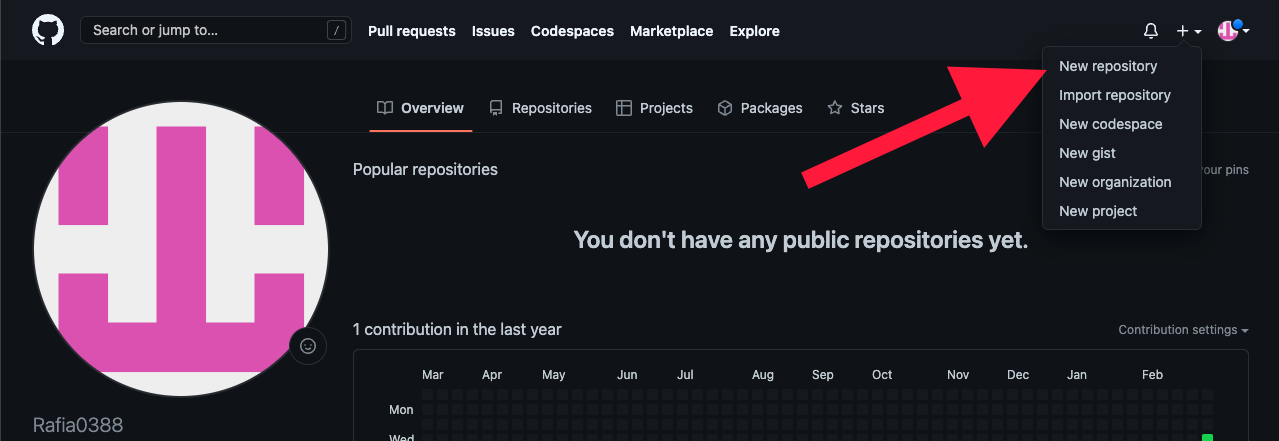 Search or jump to... / Pull requests Issues Codespaces Marketplace Explore
New repository
Import repository
New codespace
New gist
New organization
New project
Overview Repositories Projects Packages Stars
Popular repositories your pins
You don't have any public repositories yet.
1 contribution in the last year Contribution settings
Mar Apr May Jun Jul Aug Sep Oct Nov Dec Jan Feb
Mon
Wed
Rafia0388